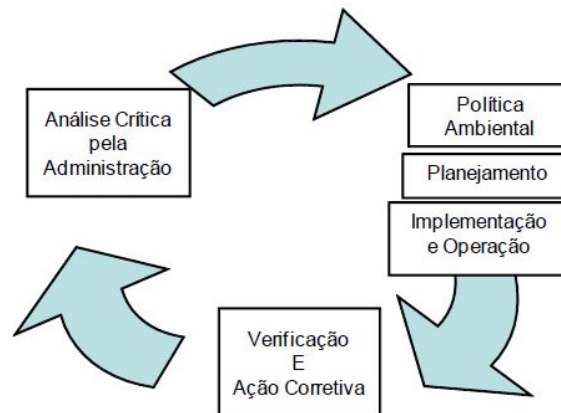 Análise Crítica
pela
Administração
Política
Ambiental
Planejamento
Implementação
e Operação
Verificação
E
Ação Corretiva